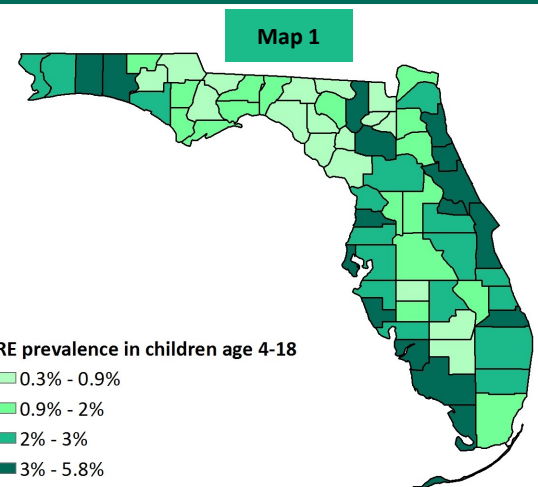 Map 1
RE prevalence in children age 4-18
0.3% - 0.9%
0.9% - 2%
2% - 3%
3% - 5.8%